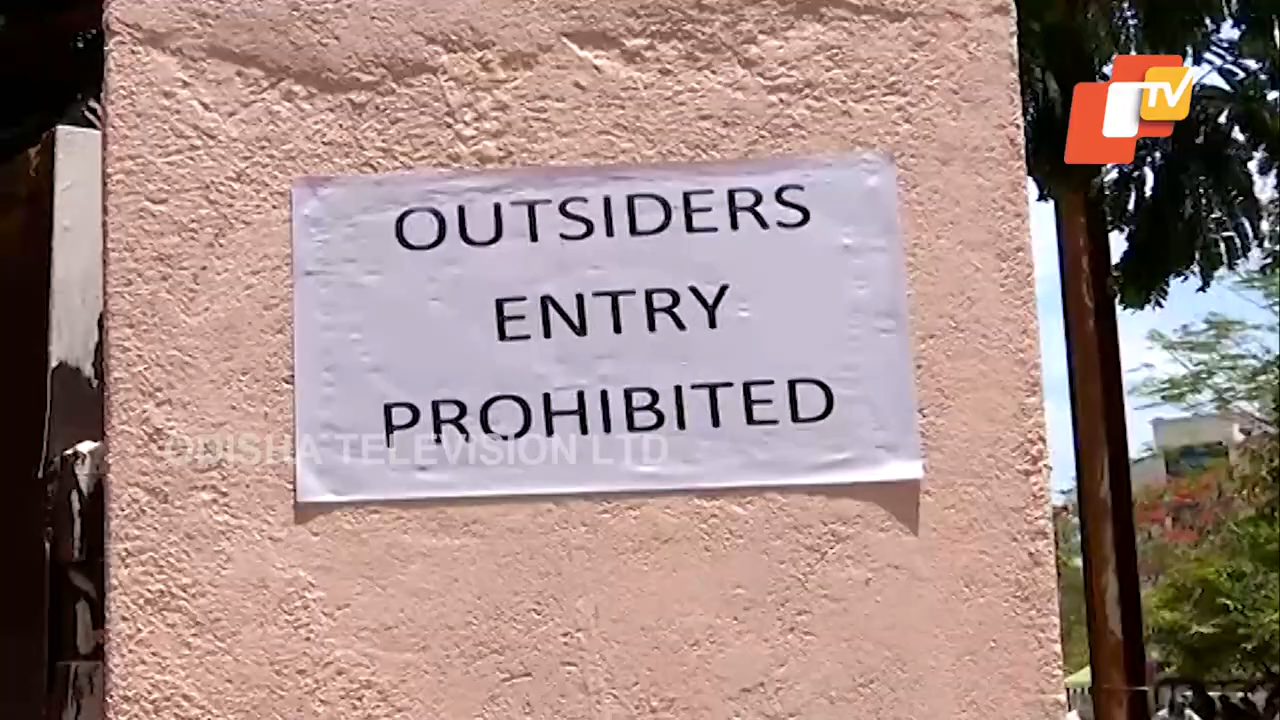 TV
OUTSIDERS
ENTRY
PROHIBITED
ODISHA TELEVISION LTD